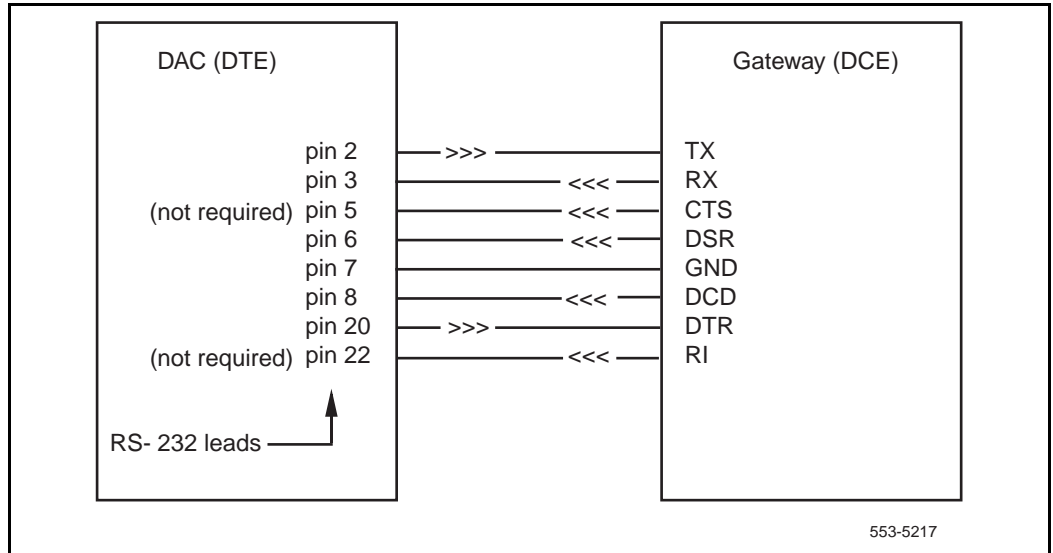 DAC (DTE) Gateway (DCE)
pin 2 >>> TX
pin 3 <<< RX
(not required) pin 5 <<< CTS
pin 6 <<< DSR
pin 7 GND
pin 8 <<< DCD
pin 20 >>> DTR
(not required) pin 22 <<< RI
RS- 232 leads
553-5217